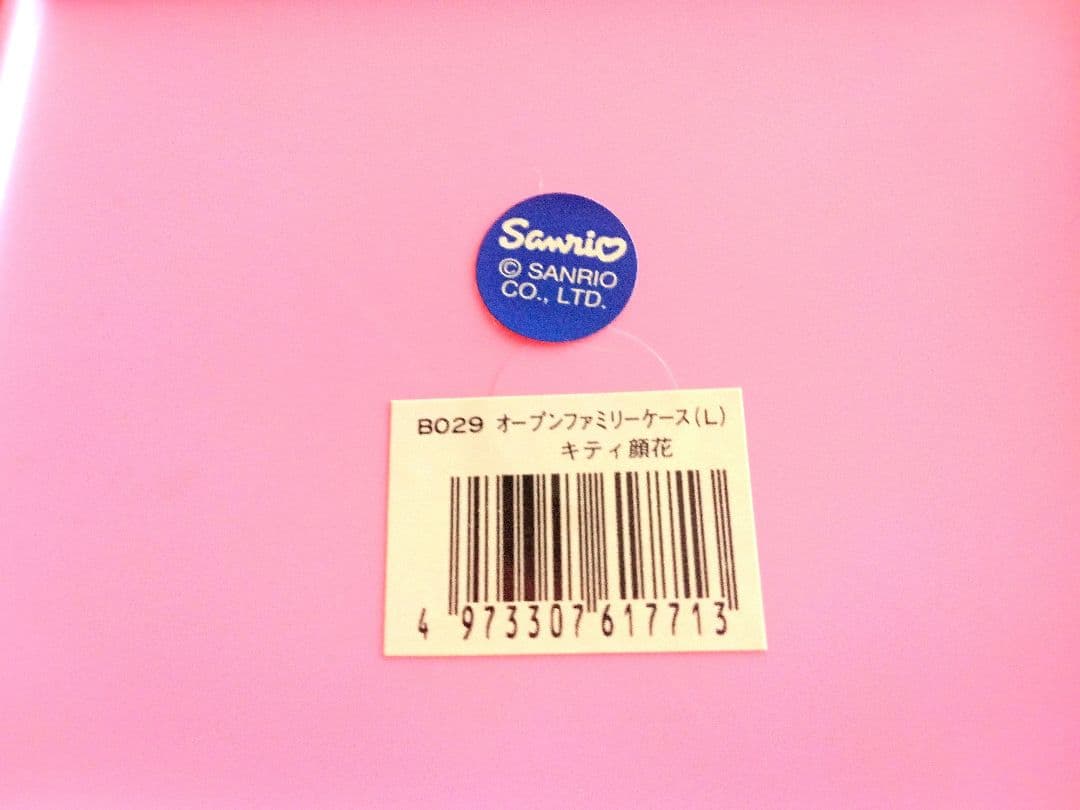 Sanrio
© SANRIO
CO., LTD.
B029 オープンファミリーケース(L)
キティ顔花
4 973307 617713